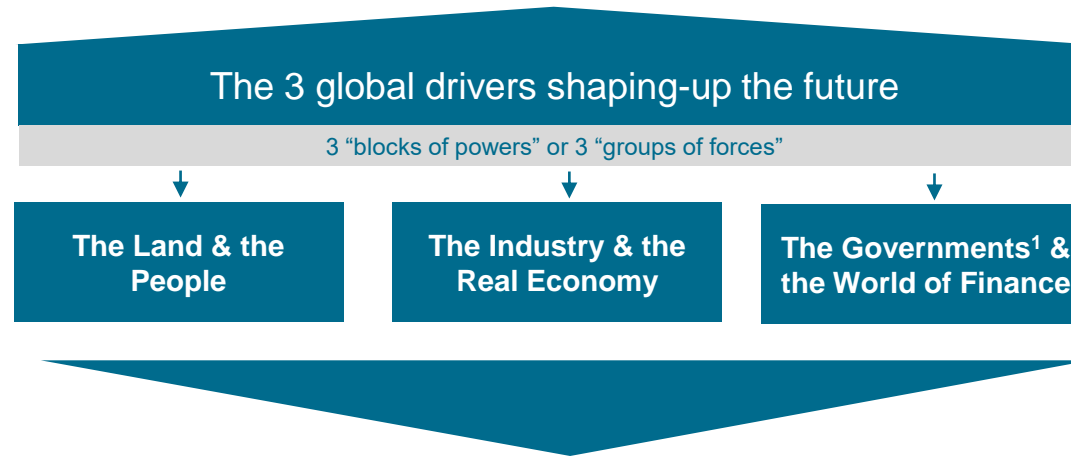 The 3 global drivers shaping-up the future
3 “blocks of powers” or 3 “groups of forces”
The Land & the
People
The Industry & the
Real Economy
The Governments¹ &
the World of Finance